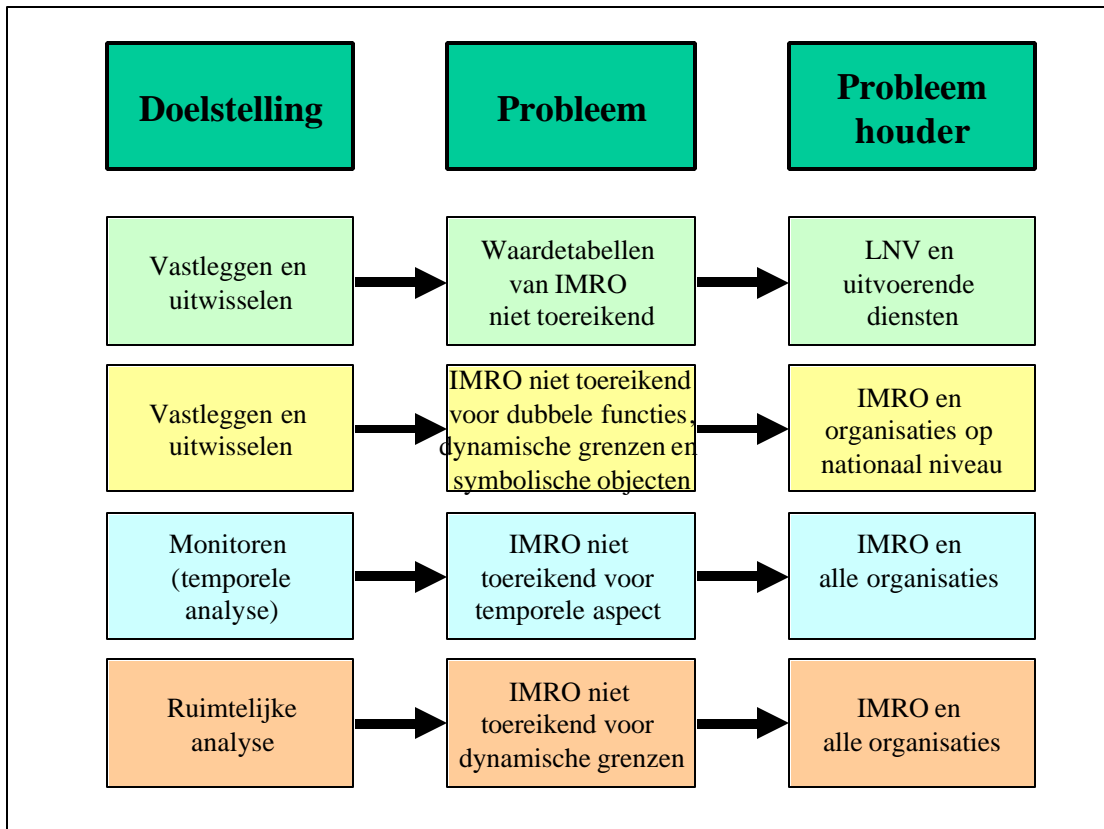 Doelstelling
Probleem
Probleem
houder
Vastleggen en
uitwisselen
Waardetabellen
van IMRO
niet toereikend
LNV en
uitvoerende
diensten
Vastleggen en
uitwisselen
IMRO niet toereikend
voor dubbele functies,
dynamische grenzen en
symbolische objecten
IMRO en
organisaties op
nationaal niveau
Monitoren
(temporele
analyse)
IMRO niet
toereikend voor
temporele aspect
IMRO en
alle organisaties
Ruimtelijke
analyse
IMRO niet
toereikend voor
dynamische grenzen
IMRO en
alle organisaties